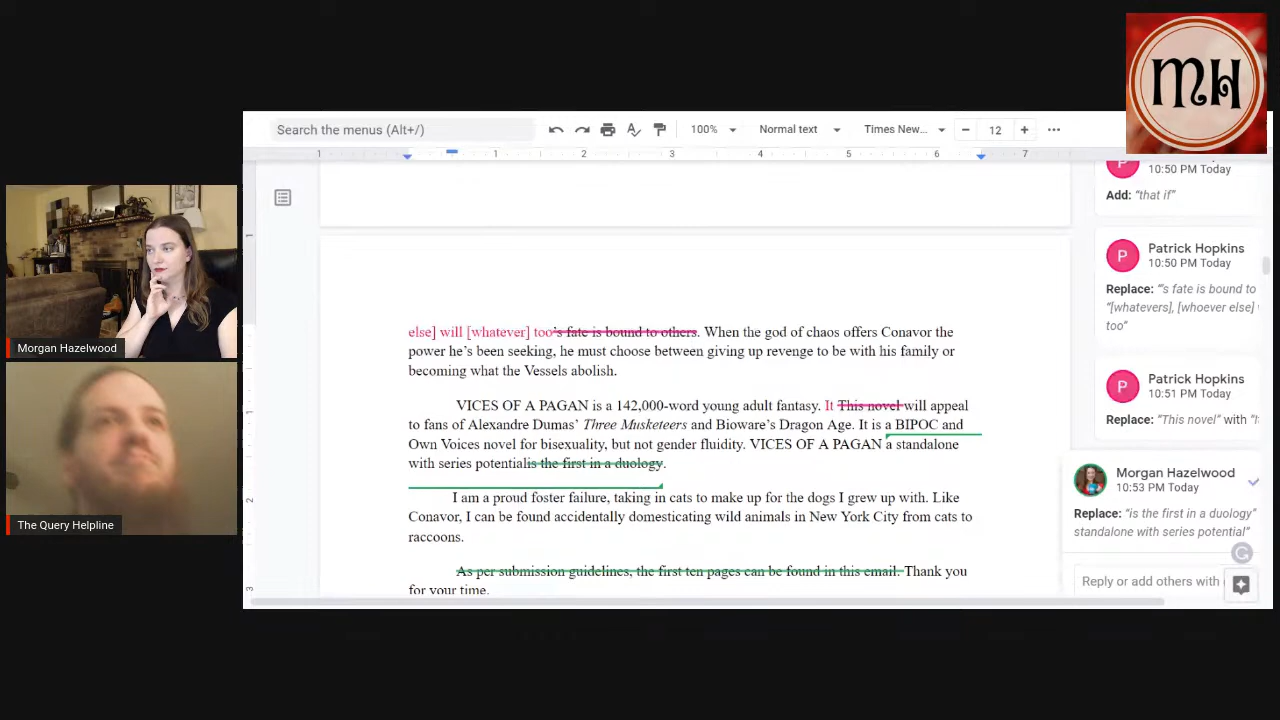 MH
Search the menus (Alt+/)
100%
Normal text
Times New...
12
1 1 2 3 4 5 6 7
10:50 PM Today
Add: “that if”
P
Patrick Hopkins
10:50 PM Today
Replace: “’s fate is bound to
“[whatevers], [whoever else]
too”
P
Patrick Hopkins
10:51 PM Today
Replace: “This novel” with
Morgan Hazelwood
10:53 PM Today
Replace: “is the first in a duology”
standalone with series potential”
Reply or add others with
1
2
3
else] will [whatever] too’s fate is bound to others. When the god of chaos offers Conavor the
power he’s been seeking, he must choose between giving up revenge to be with his family or
becoming what the Vessels abolish.
VICES OF A PAGAN is a 142,000-word young adult fantasy. It This novel will appeal
to fans of Alexandre Dumas’ Three Musketeers and Bioware’s Dragon Age. It is a BIPOC and
Own Voices novel for bisexuality, but not gender fluidity. VICES OF A PAGAN a standalone
with series potentialis the first in a duology.
I am a proud foster failure, taking in cats to make up for the dogs I grew up with. Like
Conavor, I can be found accidentally domesticating wild animals in New York City from cats to
raccoons.
As per submission guidelines, the first ten pages can be found in this email. Thank you
for your time.
Morgan Hazelwood
The Query Helpline